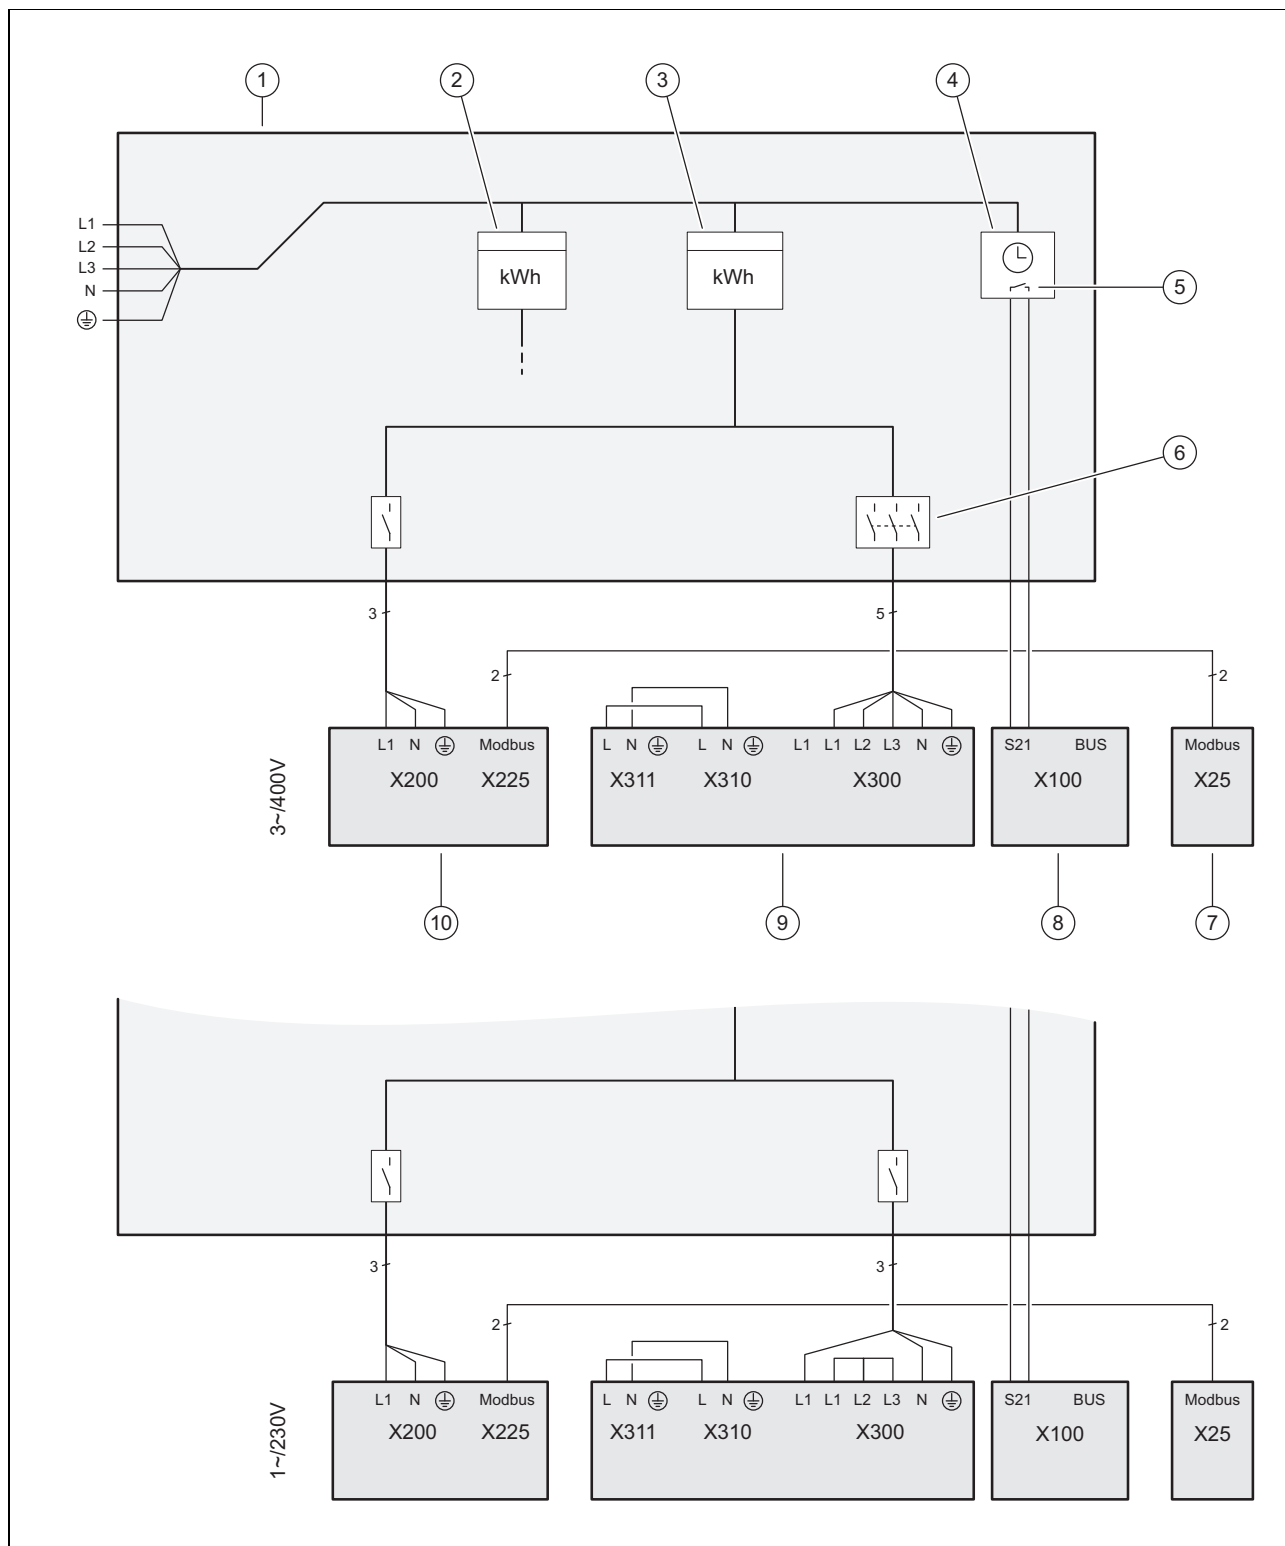 1 2 3 4
L1
L2
L3
N
kWh kWh
5
6
3 5
2 2
L1 N Modbus L N L N L1 L1 L2 L3 N S21 BUS Modbus
X200 X225 X311 X310 X300 X100 X25
3~/400V
10 9 8 7
3 3
2 2
L1 N Modbus L N L N L1 L1 L2 L3 N S21 BUS Modbus
X200 X225 X311 X310 X300 X100 X25
1~/230V